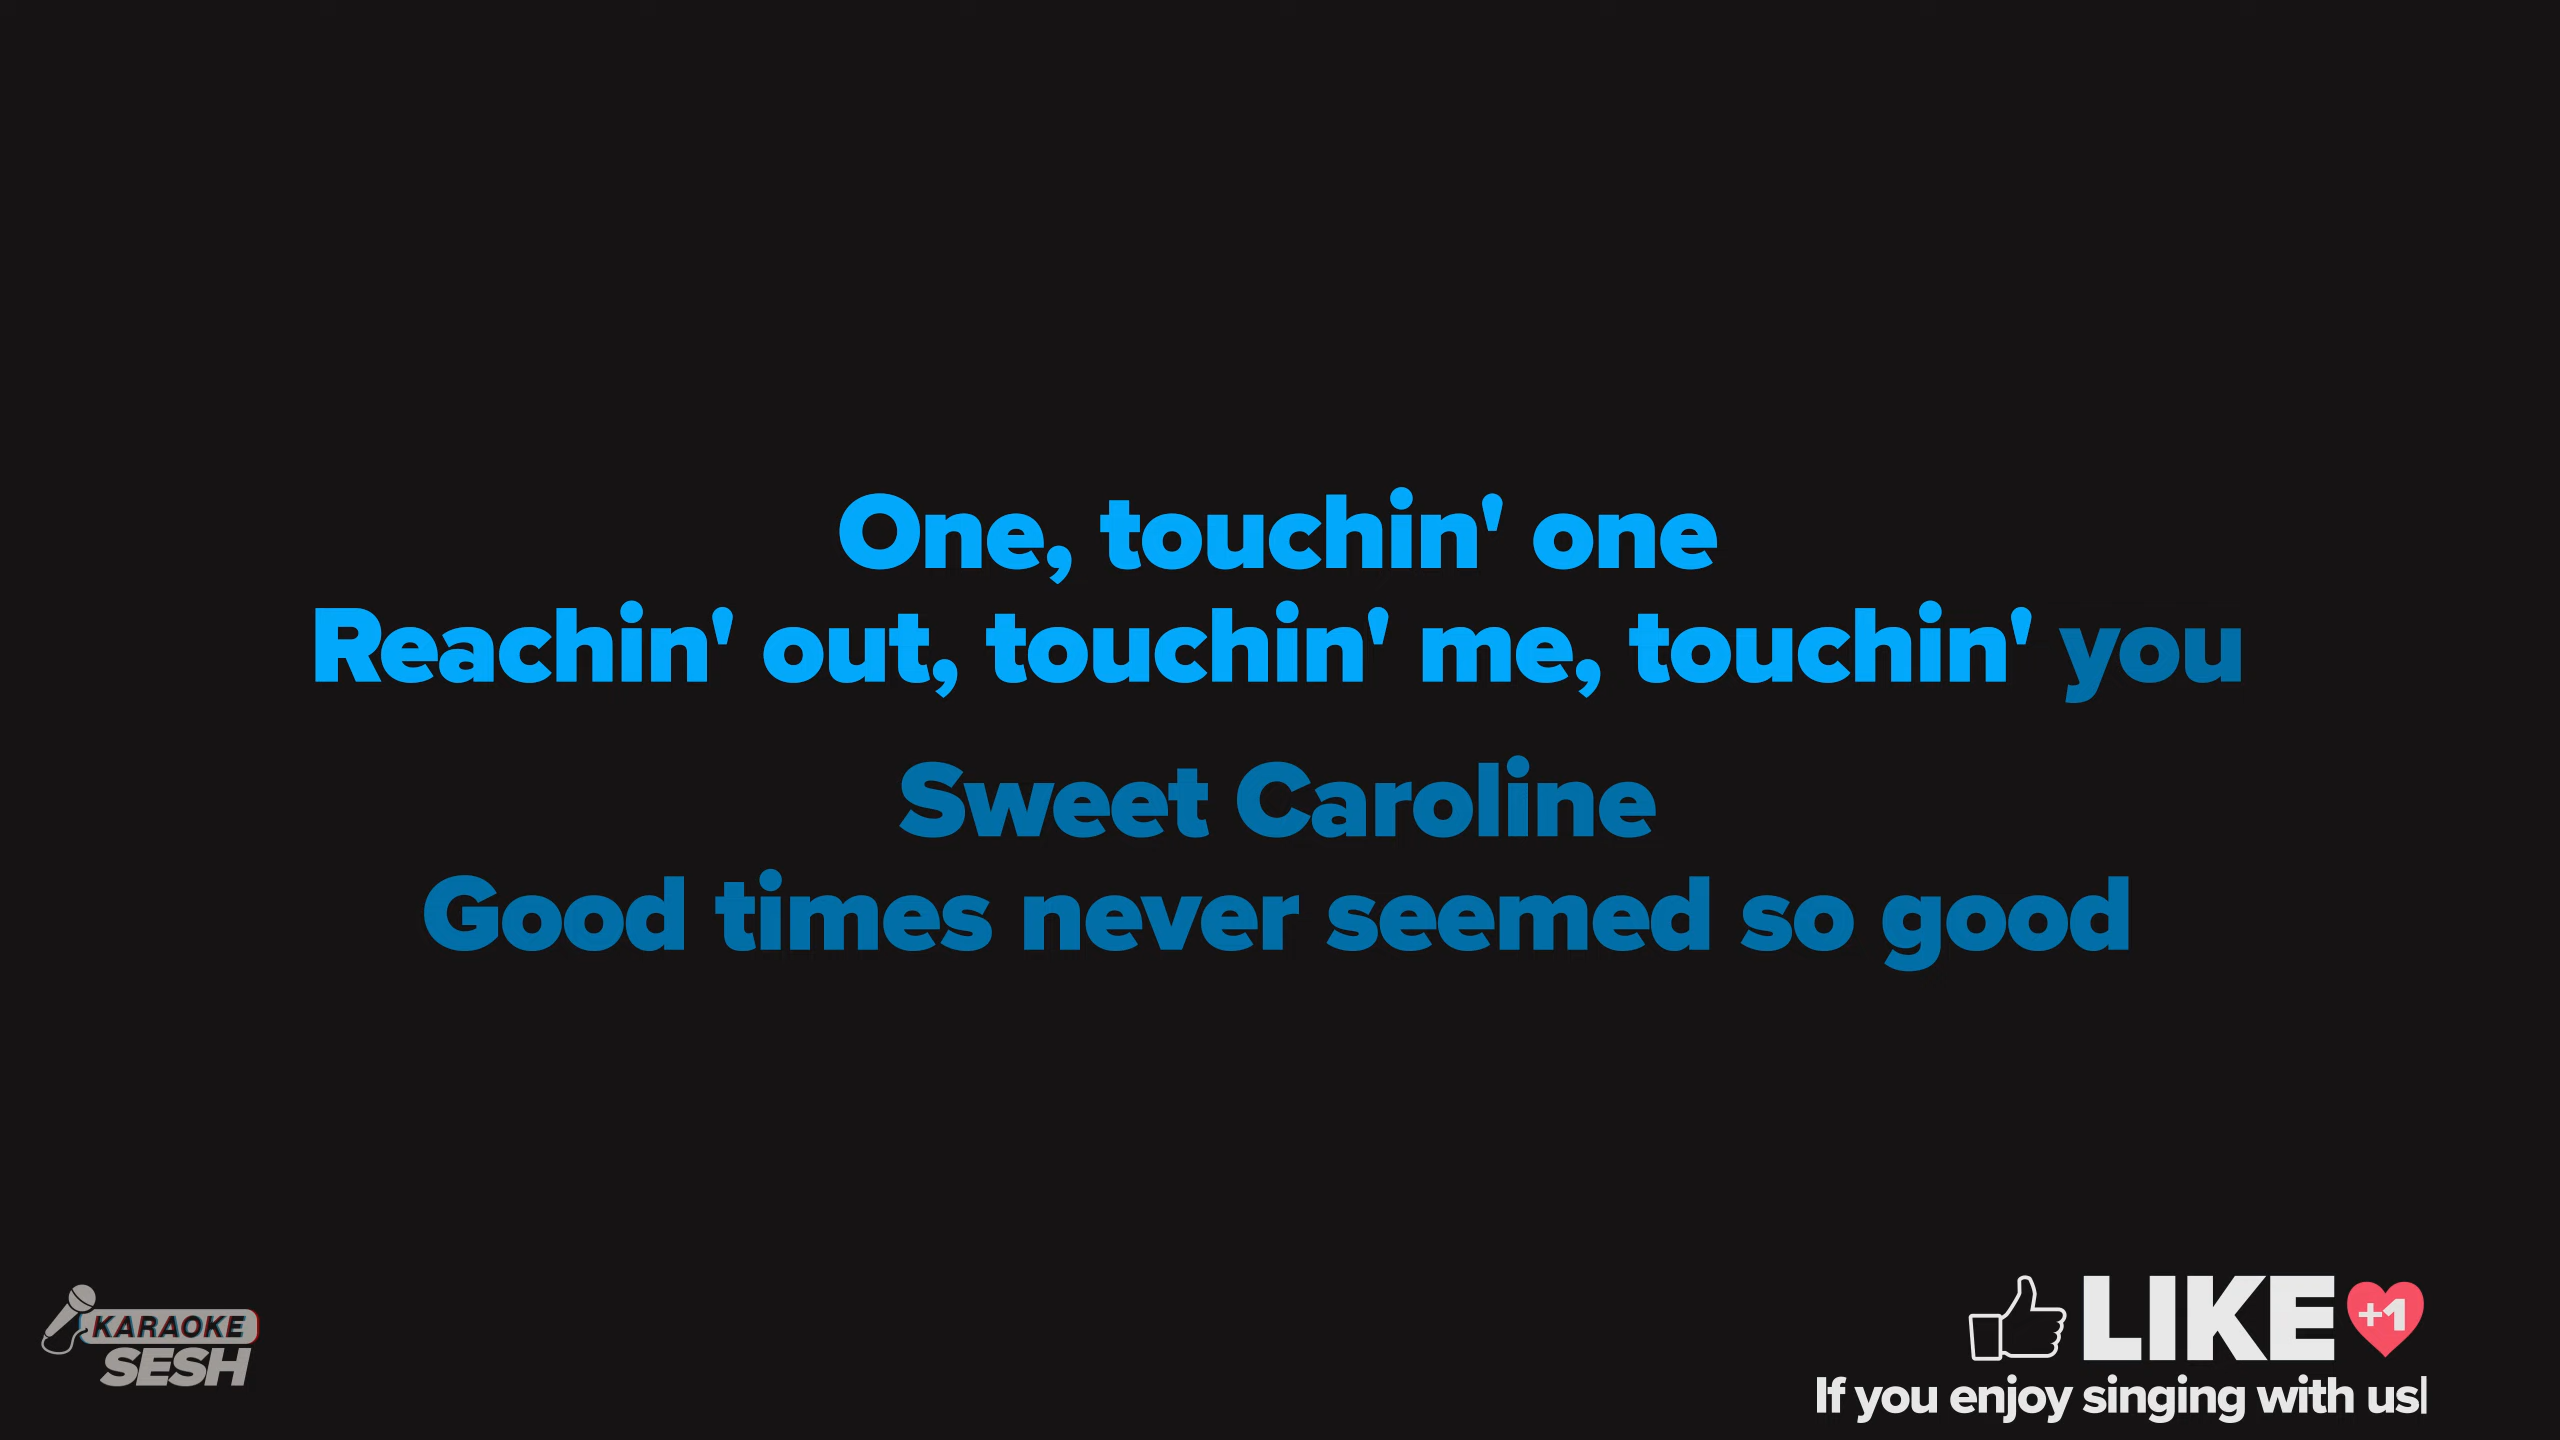 One, touchin' one
Reachin' out, touchin' me, touchin' you
Sweet Caroline
Good times never seemed so good
KARAOKE
SESH
LIKE +1
If you enjoy singing with us|